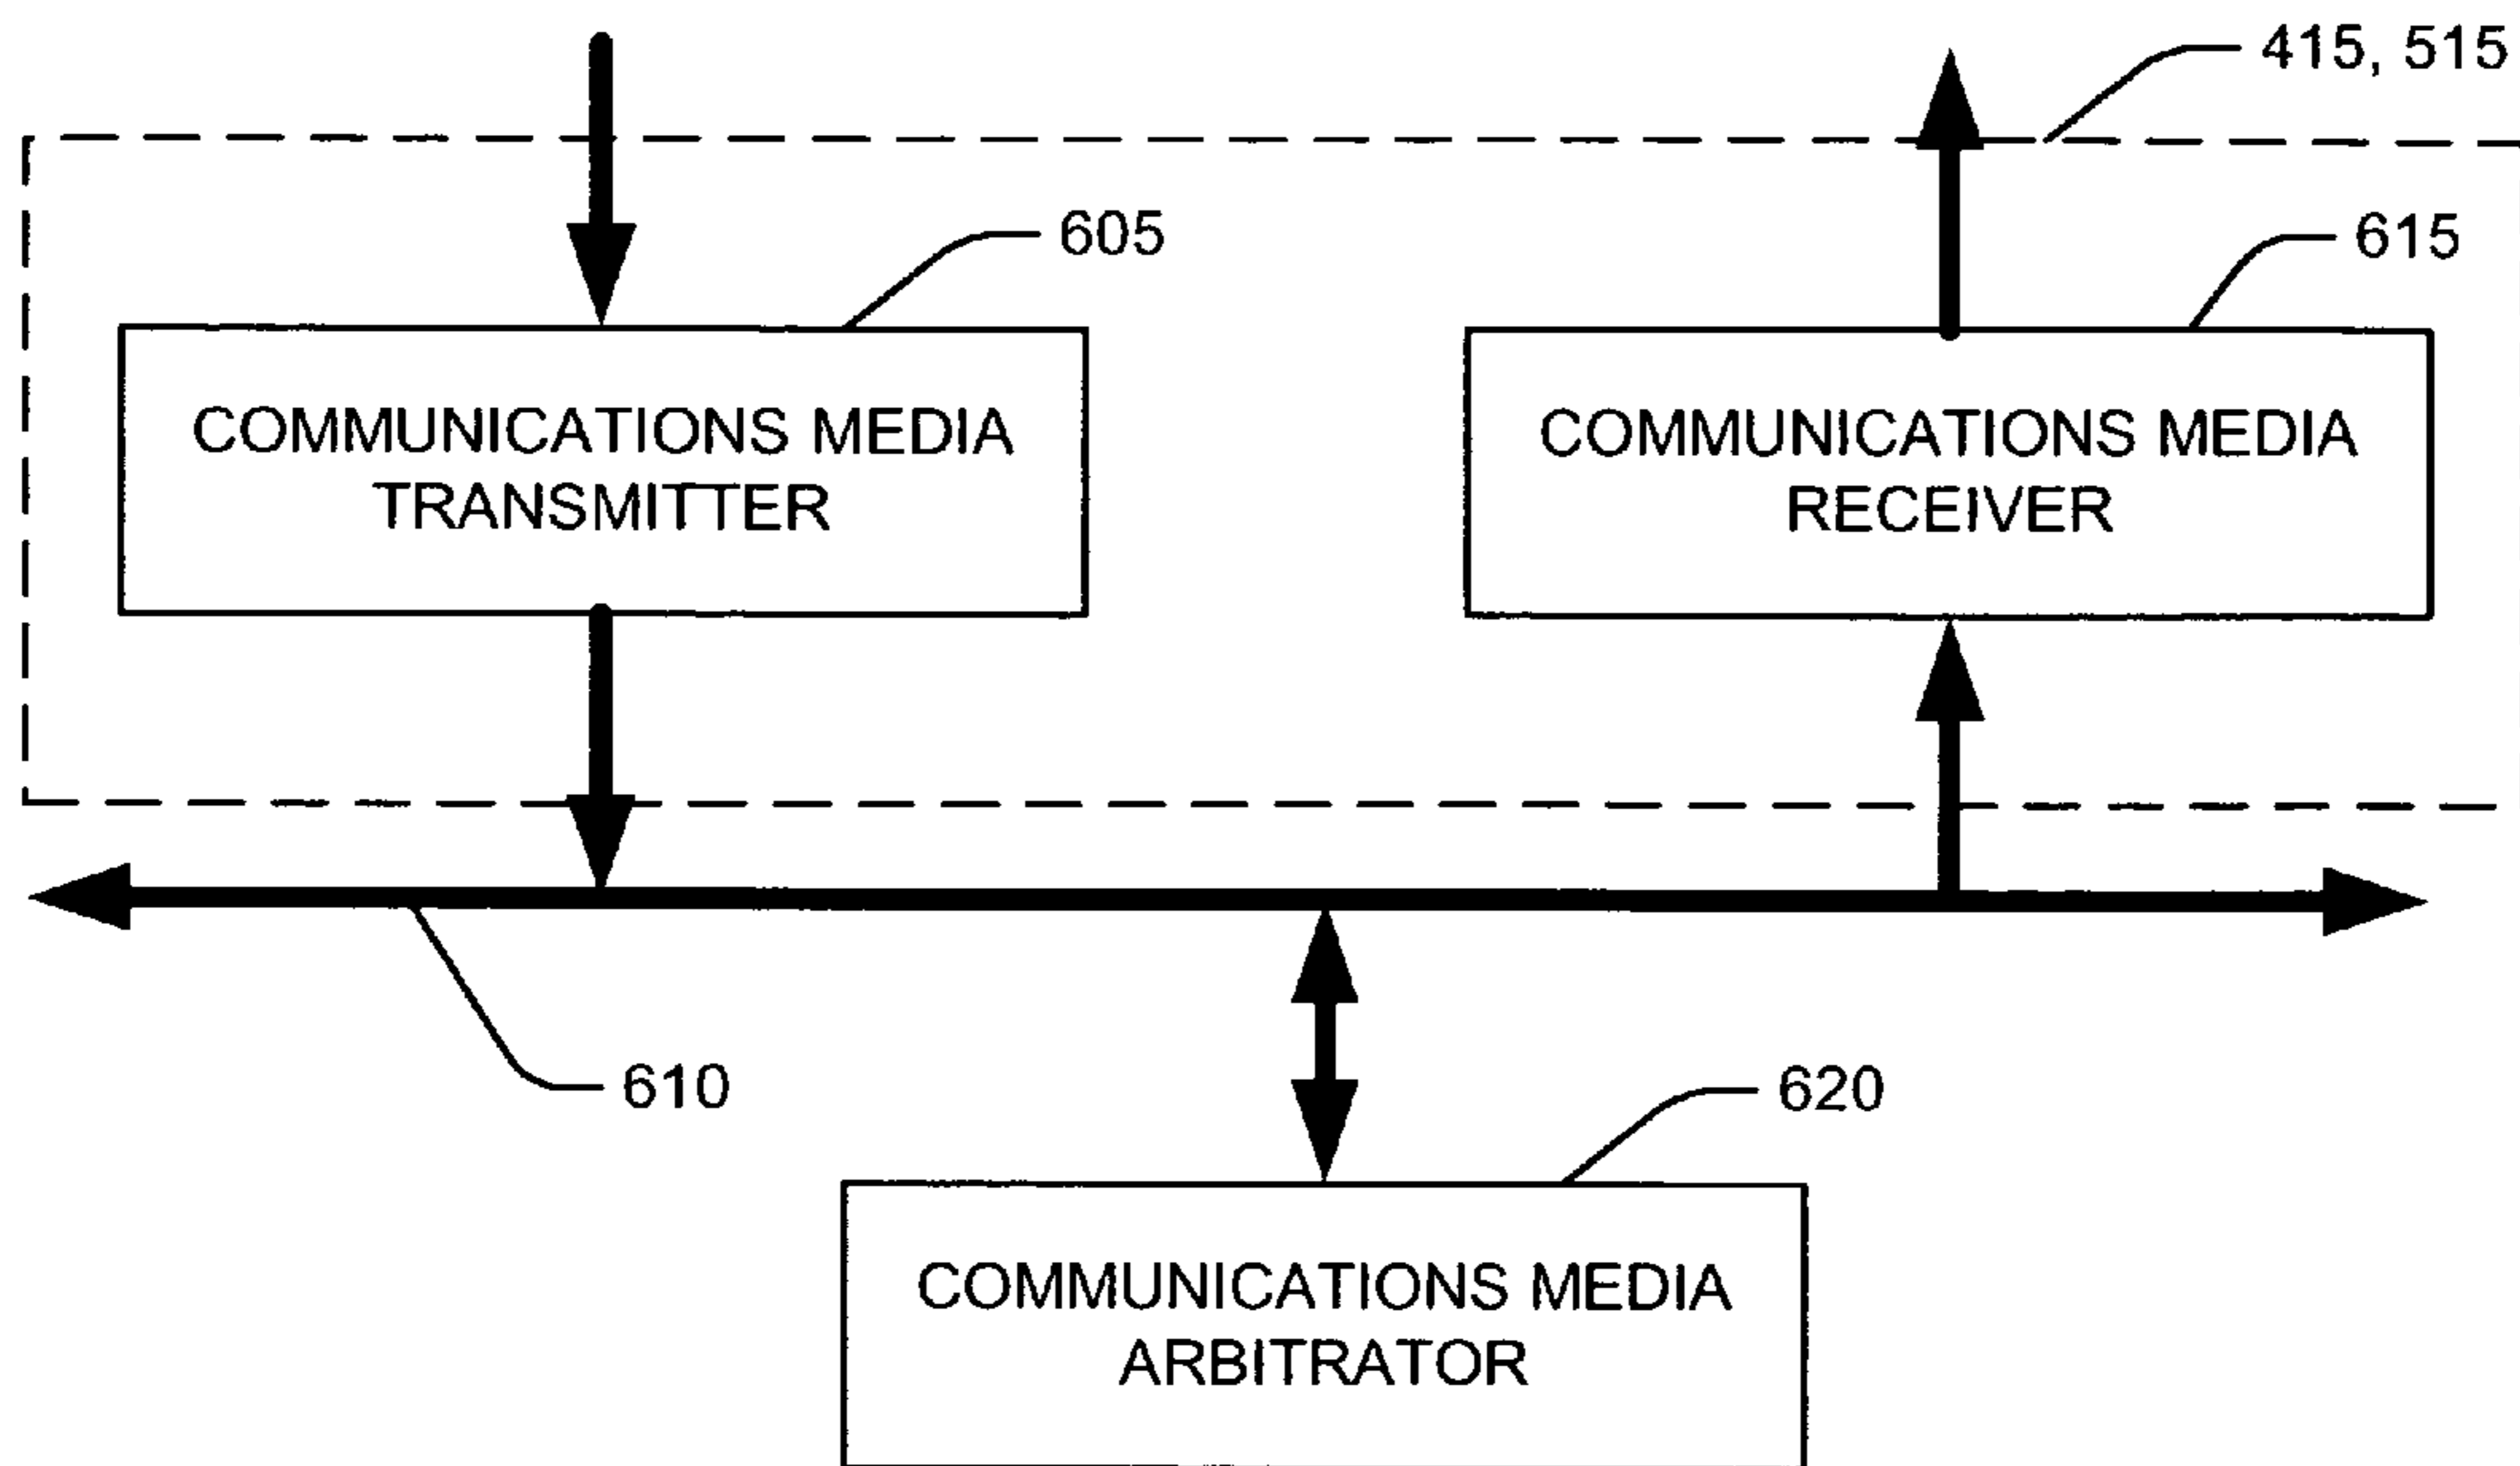 415, 515
605
615
COMMUNICATIONS MEDIA
TRANSMITTER
COMMUNICATIONS MEDIA
RECEIVER
610
620
COMMUNICATIONS MEDIA
ARBITRATOR